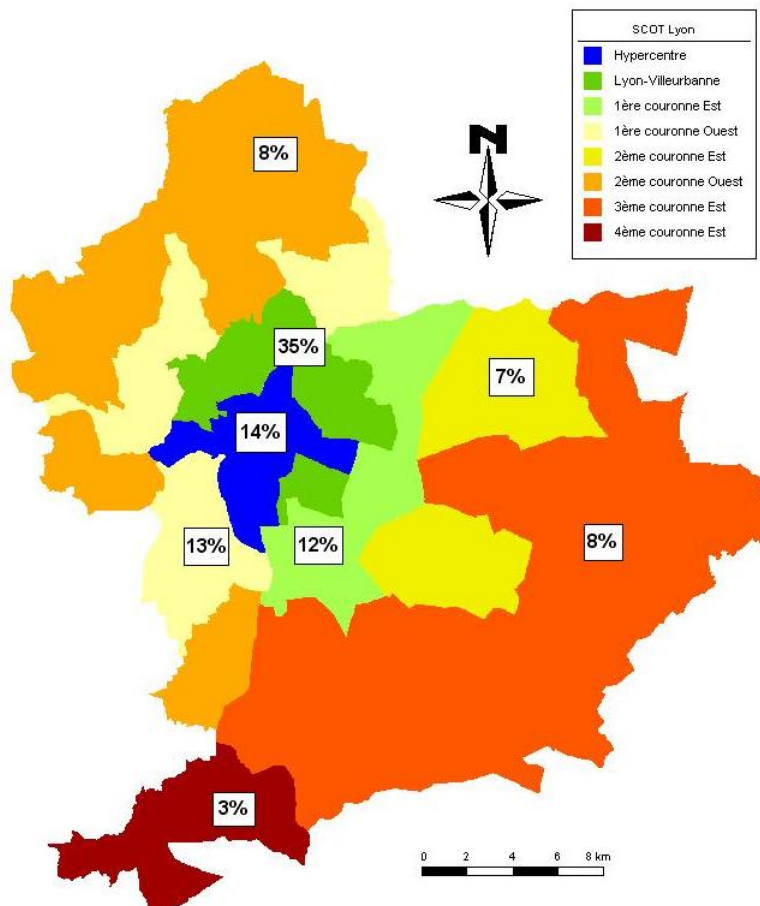 SCOT Lyon
Hypercentre
Lyon-Villeurbanne
1ère couronne Est
1ère couronne Ouest
2ème couronne Est
2ème couronne Ouest
3ème couronne Est
4ème couronne Est
N
8%
35%
7%
14%
13%
12%
8%
3%
0 2 4 6 8 km